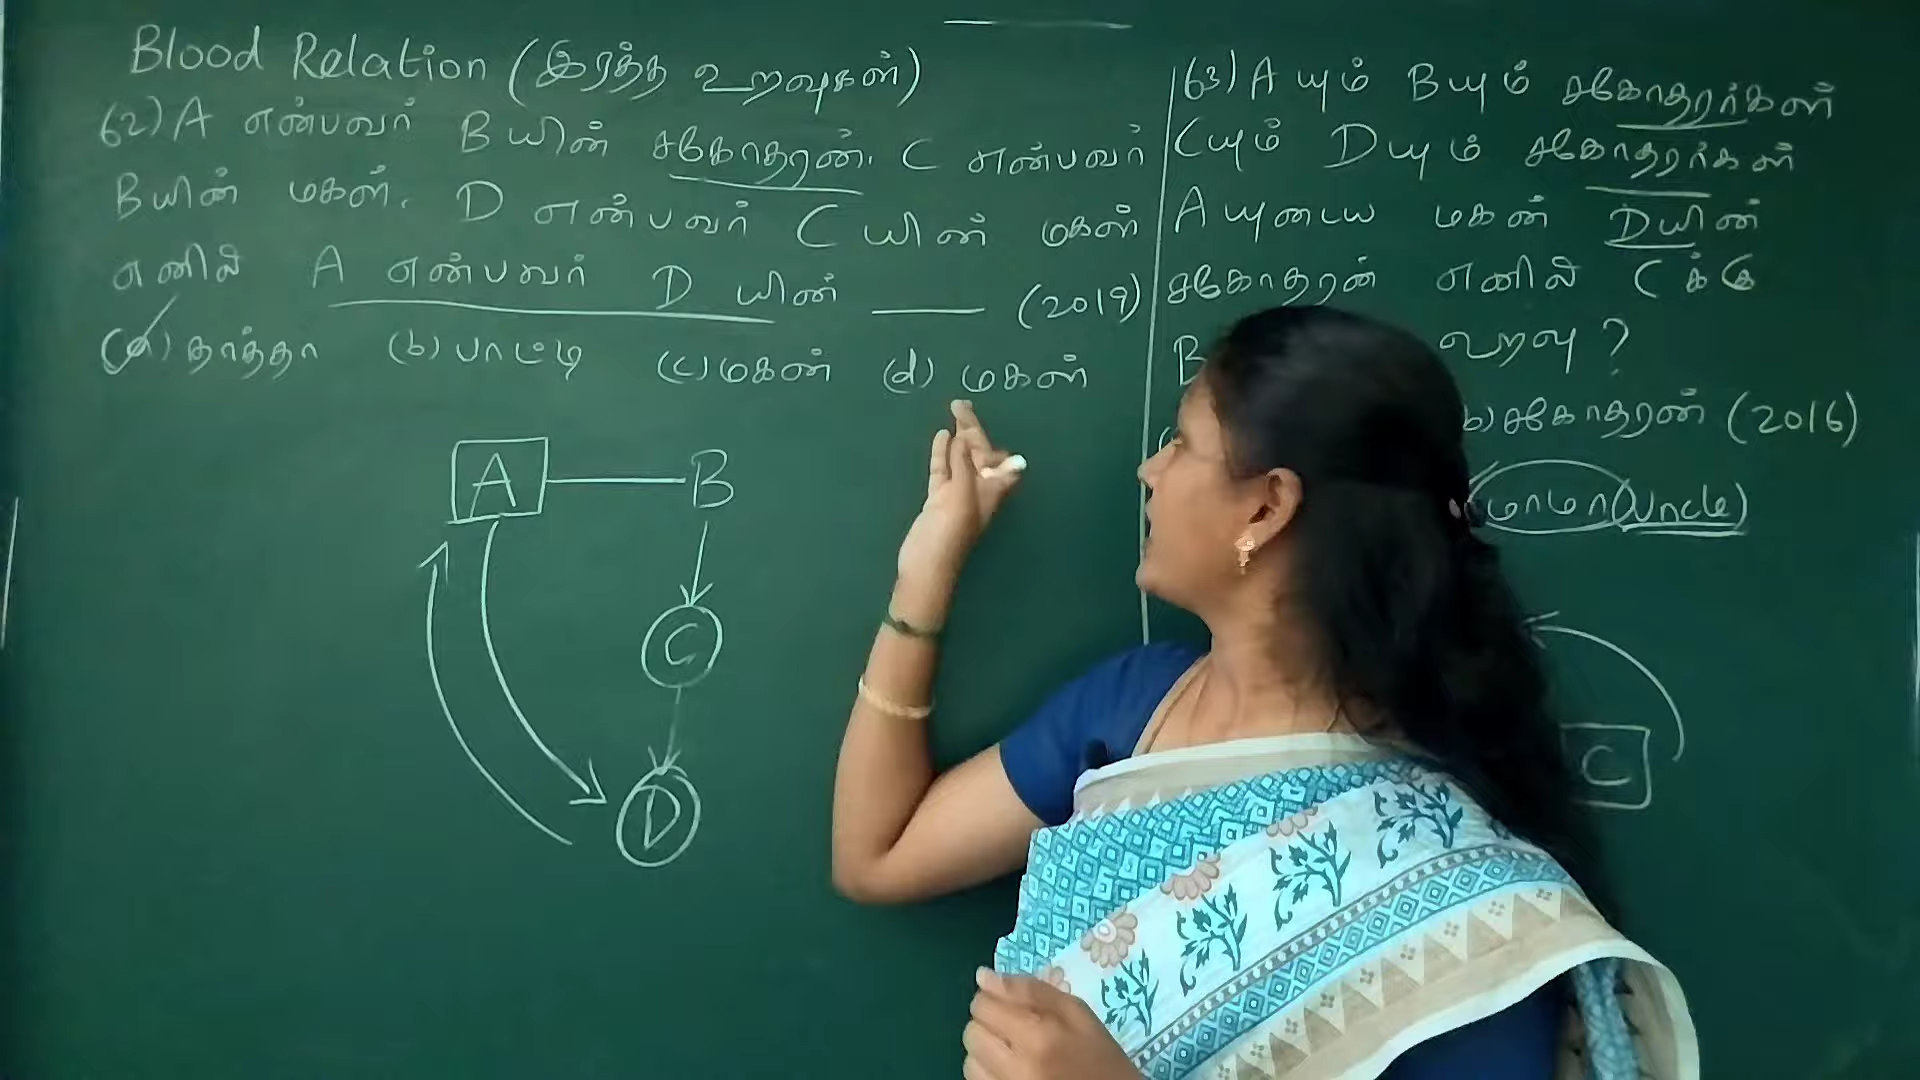 Blood Relation (இரத்த உறவுகள்)
62) A என்பவர் B யின் சகோதரன். C என்பவர்
B யின் மகள். D என்பவர் C யின் மகள்
எனில் A என்பவர் D யின் ____ (2019)
(a) தாத்தா (b) பாட்டி (c) மகன் (d) மகள்
A B
C
D
63) A யும் B யும் சகோதரர்கள்
C யும் D யும் சகோதரர்கள்
A யுடைய மகன் D யின்
சகோதரன் எனில் C க்கு
B உறவு?
b) சகோதரன் (2016)
மாமா (Uncle)
C